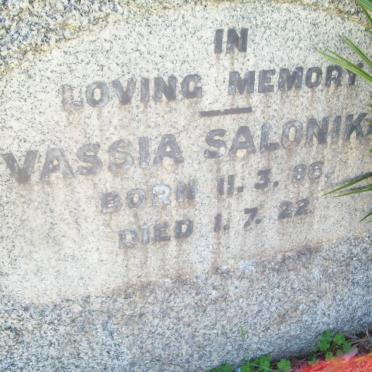 IN
LOVING MEMORY
VASSIA SALONIKA
BORN 11. 3. 86.
DIED 1. 7. 22.